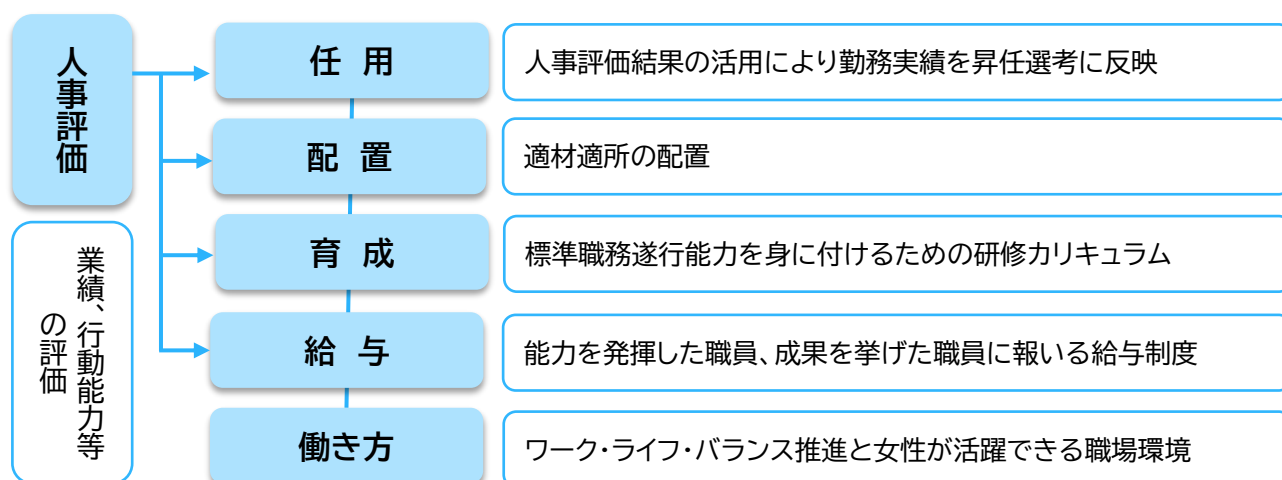 人事評価
業績、行動能力等
の評価
任 用
人事評価結果の活用により勤務実績を昇任選考に反映
配 置
適材適所の配置
育 成
標準職務遂行能力を身に付けるための研修カリキュラム
給 与
能力を発揮した職員、成果を挙げた職員に報いる給与制度
働き方
ワーク・ライフ・バランス推進と女性が活躍できる職場環境